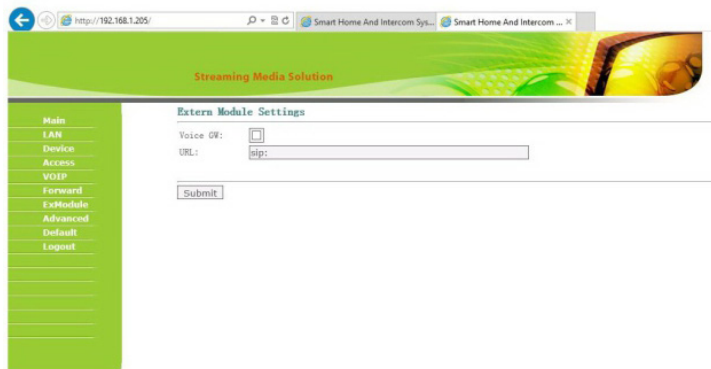 http://192.168.1.205/
Smart Home And Intercom Sys...
Smart Home And Intercom ...
Streaming Media Solution
Main
LAN
Device
Access
VOIP
Forward
ExModule
Advanced
Default
Logout
Extern Module Settings
Voice GW:
URL: sip:
Submit